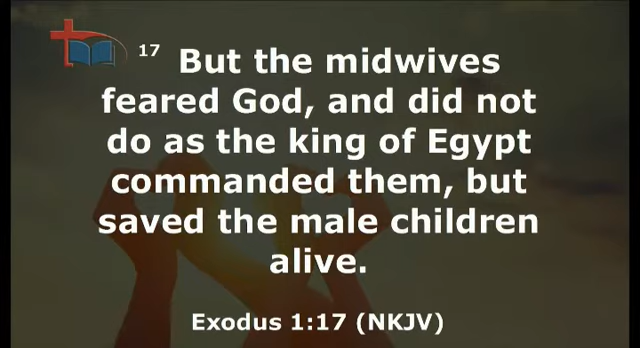 17 But the midwives
feared God, and did not
do as the king of Egypt
commanded them, but
saved the male children
alive.
Exodus 1:17 (NKJV)